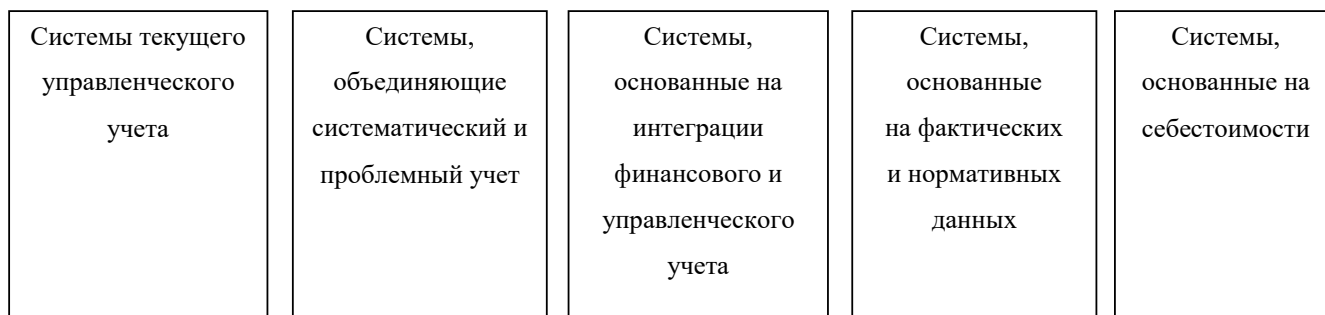 Системы текущего
управленческого
учета
Системы,
объединяющие
систематический и
проблемный учет
Системы,
основанные на
интеграции
финансового и
управленческого
учета
Системы,
основанные
на фактических
и нормативных
данных
Системы,
основанные на
себестоимости